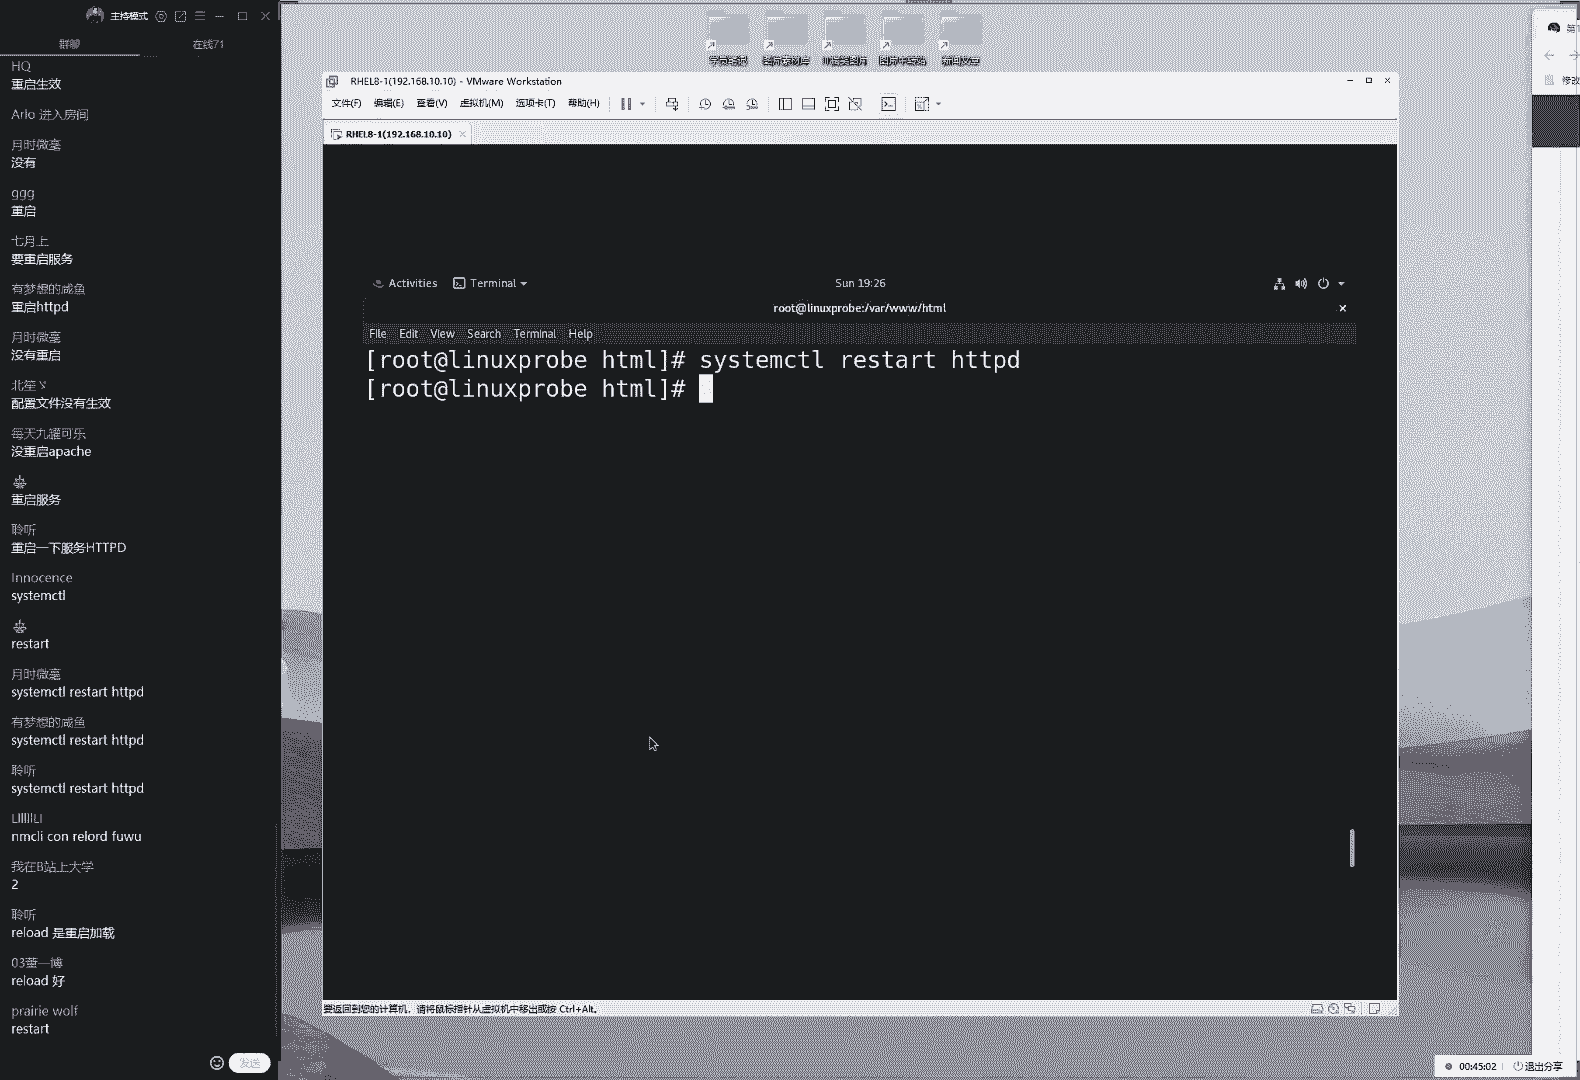 主持模式
群聊
在线71
HQ
重启生效
Arlo 进入房间
月时微毫
没有
ggg
重启
七月上
要重启服务
有梦想的咸鱼
重启httpd
月时微毫
没有重启
北笙ヾ
配置文件没有生效
每天九罐可乐
没重启apache
重启服务
聆听
重启一下服务HTTPD
Innocence
systemctl
restart
月时微毫
systemctl restart httpd
有梦想的咸鱼
systemctl restart httpd
聆听
systemctl restart httpd
nmcli con relord fuwu
我在B站上大学
2
聆听
reload 是重启加载
03董一博
reload 好
prairie wolf
restart
发送
RHEL8-1(192.168.10.10) - VMware Workstation
文件(F) 编辑(E) 查看(V) 虚拟机(M) 选项卡(T) 帮助(H)
RHEL8-1(192.168.10.10)
Activities Terminal Sun 19:26
root@linuxprobe:/var/www/html
File Edit View Search Terminal Help
[root@linuxprobe html]# systemctl restart httpd
[root@linuxprobe html]#
要返回到您的计算机，请将鼠标指针从虚拟机中移出或按 Ctrl+Alt。
修改
00:45:02 退出分享